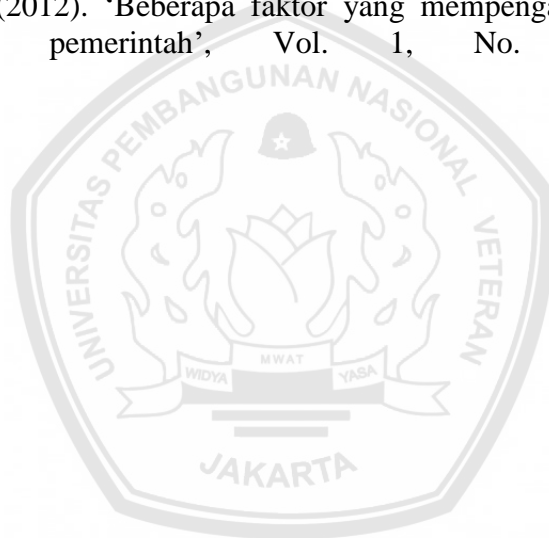 (2012). ‘Beberapa faktor yang mempenga
pemerintah’, Vol. 1, No.
UNIVERSITAS PEMBANGUNAN NASIONAL VETERAN
WIDYA MWAT YASA
JAKARTA